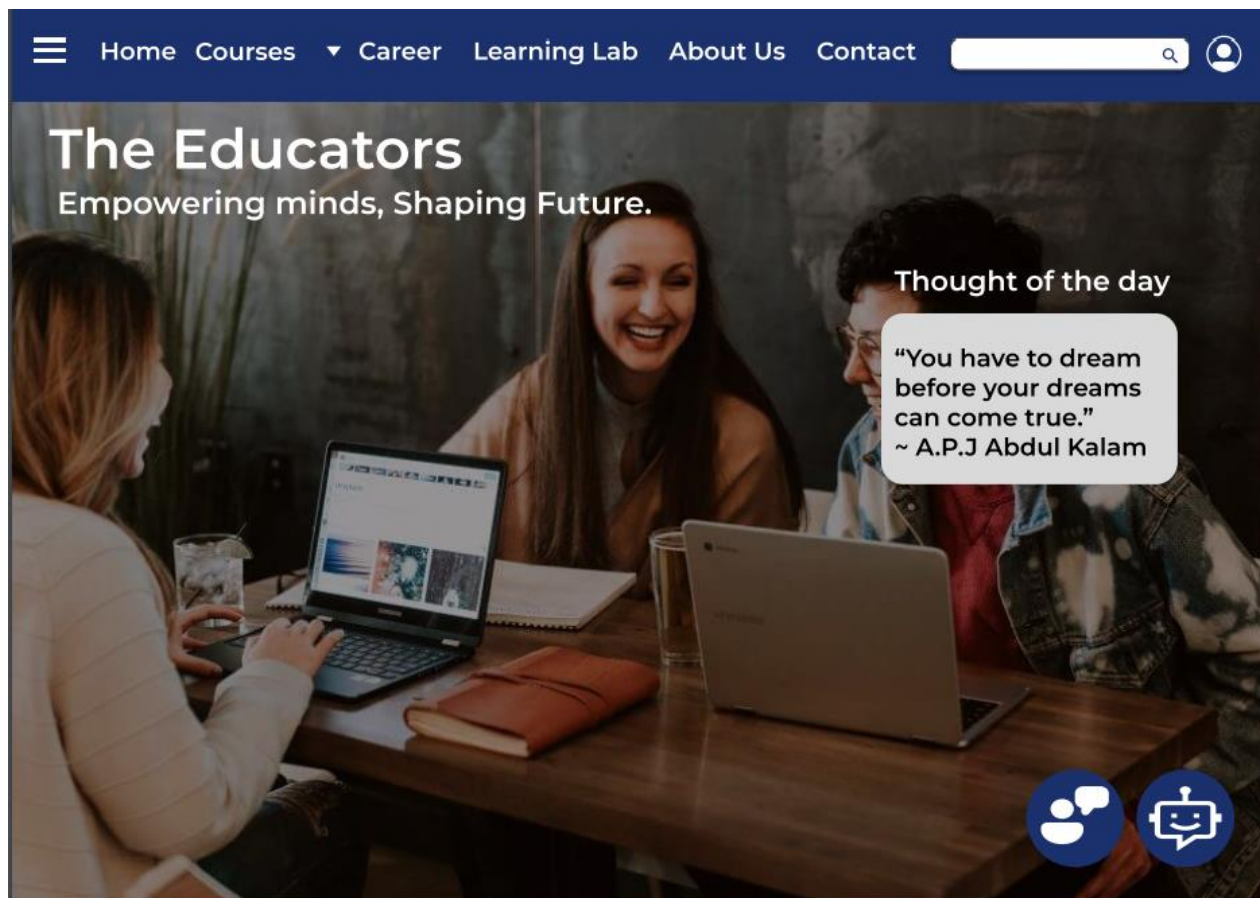 Home Courses ▼ Career Learning Lab About Us Contact
The Educators
Empowering minds, Shaping Future.
Thought of the day
“You have to dream
before your dreams
can come true.”
~ A.P.J Abdul Kalam
SAMSUNG